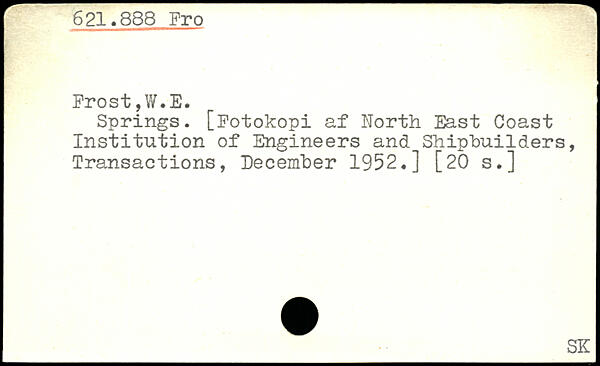 621.888 Fro
Frost,W.E.
Springs. [Fotokopi af North East Coast
Institution of Engineers and Shipbuilders,
Transactions, December 1952.] [20 s.]
SK